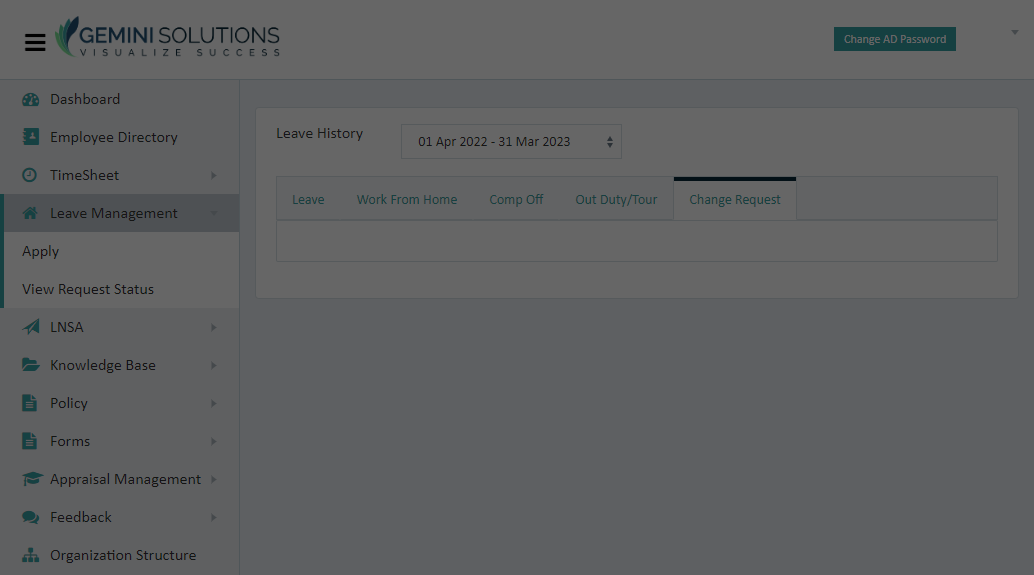 GEMINI SOLUTIONS
VISUALIZE SUCCESS
Change AD Password
Dashboard
Employee Directory
TimeSheet
Leave Management
Apply
View Request Status
LNSA
Knowledge Base
Policy
Forms
Appraisal Management
Feedback
Organization Structure
Leave History
01 Apr 2022 - 31 Mar 2023
Leave Work From Home Comp Off Out Duty/Tour Change Request